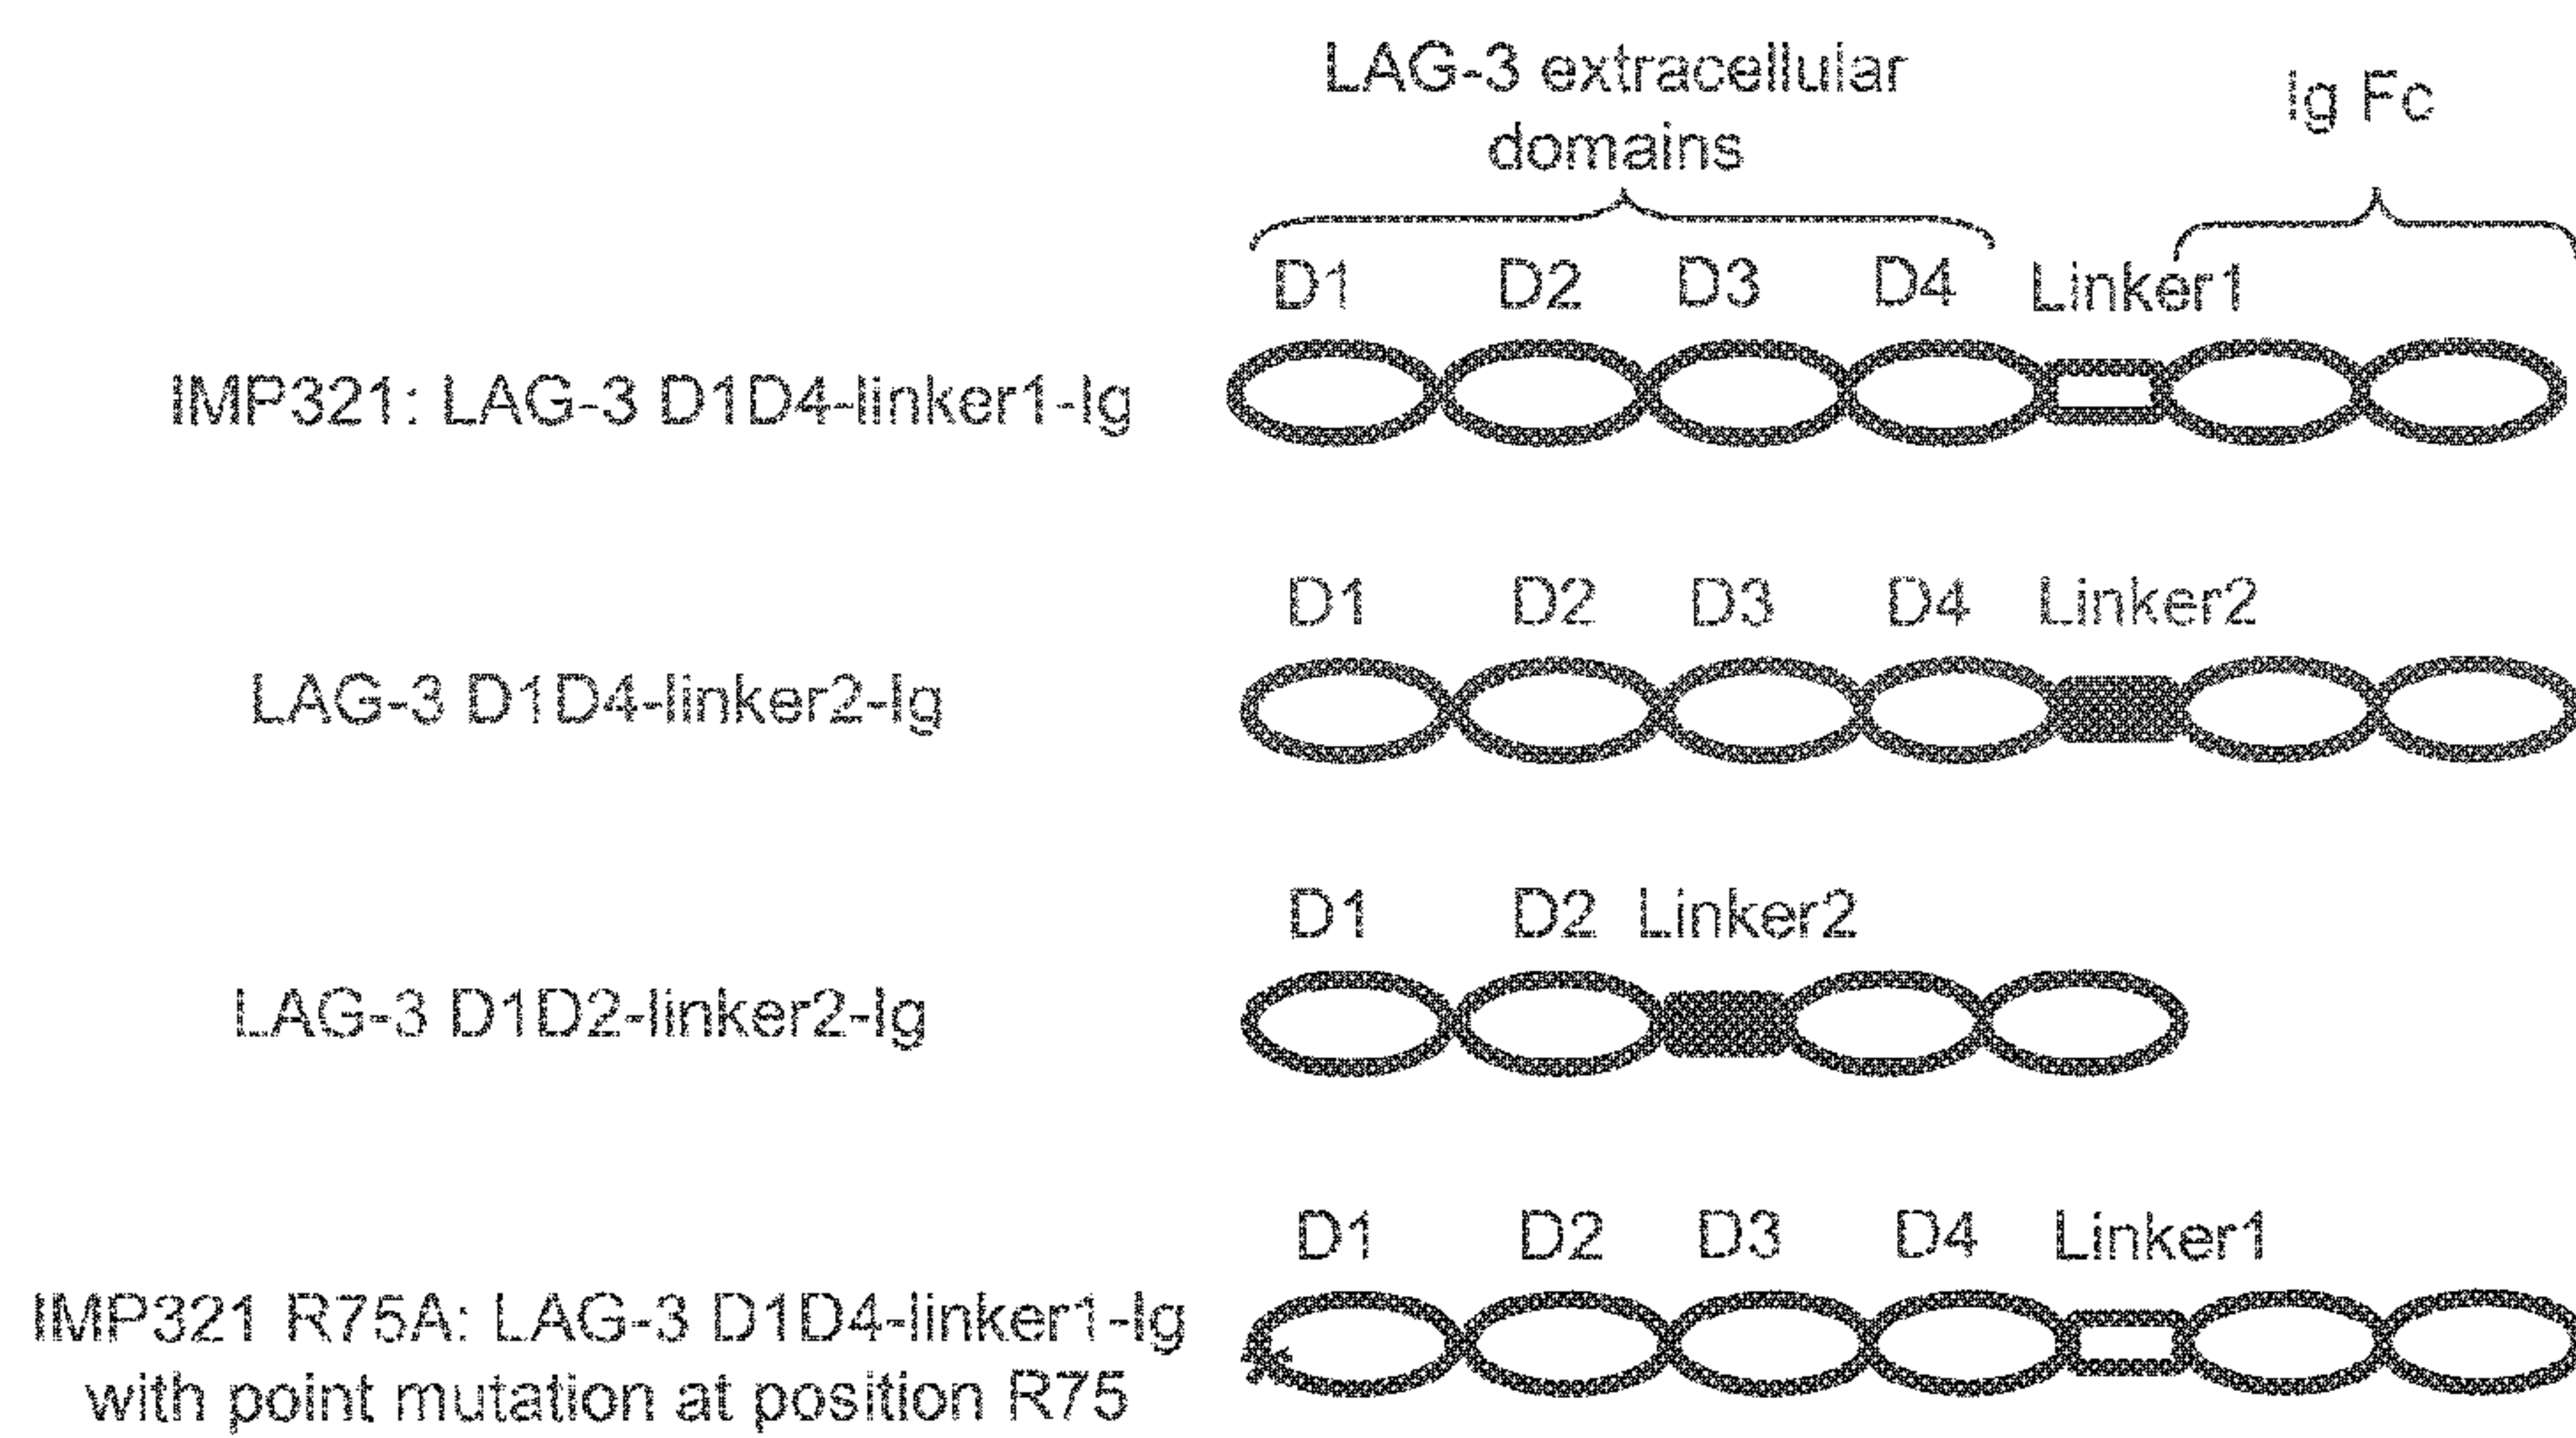 LAG-3 extracellular
domains
Ig Fc
D1 D2 D3 D4 Linker1
IMP321: LAG-3 D1D4-linker1-Ig
D1 D2 D3 D4 Linker2
LAG-3 D1D4-linker2-Ig
D1 D2 Linker2
LAG-3 D1D2-linker2-Ig
D1 D2 D3 D4 Linker1
IMP321 R75A: LAG-3 D1D4-linker1-Ig
with point mutation at position R75